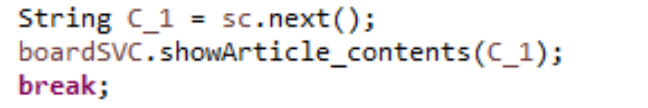 String C_1 = sc.next();
boardSVC.showArticle_contents(C_1);
break;